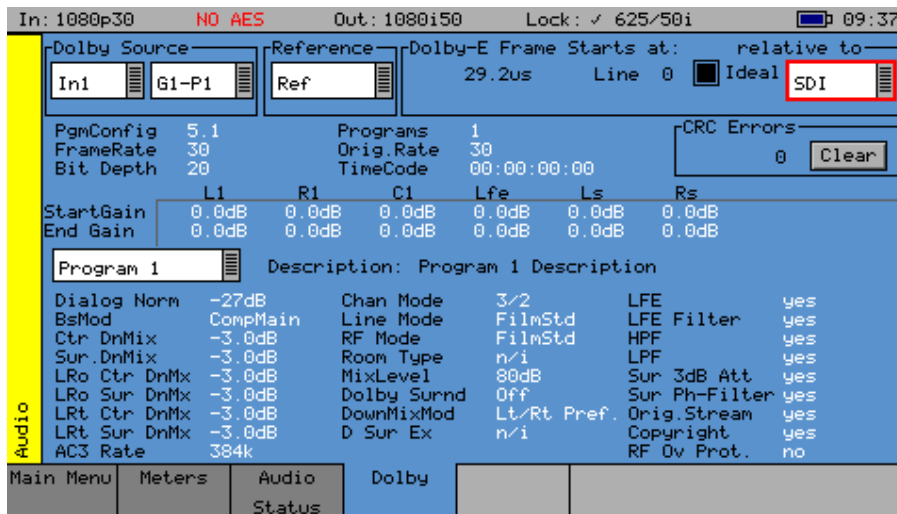 In: 1080p30 NO AES Out: 1080i50 Lock: ✓ 625/50i 09:37
Dolby Source Reference Dolby-E Frame Starts at: relative to
In1 G1-P1 Ref 29.2us Line 0 Ideal SDI
PgmConfig 5.1 Programs 1 CRC Errors
FrameRate 30 Orig.Rate 30 0 Clear
Bit Depth 20 TimeCode 00:00:00:00
L1 R1 C1 Lfe Ls Rs
StartGain 0.0dB 0.0dB 0.0dB 0.0dB 0.0dB 0.0dB
End Gain 0.0dB 0.0dB 0.0dB 0.0dB 0.0dB 0.0dB
Program 1 Description: Program 1 Description
Dialog Norm -27dB Chan Mode 3/2 LFE yes
BsMod CompMain Line Mode FilmStd LFE Filter yes
Ctr DnMix -3.0dB RF Mode FilmStd HPF yes
Sur.DnMix -3.0dB Room Type n/i LPF yes
LRo Ctr DnMx -3.0dB MixLevel 80dB Sur 3dB Att yes
LRo Sur DnMx -3.0dB Dolby Surnd Off Sur Ph-Filter yes
LRt Ctr DnMx -3.0dB DownMixMod Lt/Rt Pref. Orig.Stream yes
LRt Sur DnMx -3.0dB D Sur Ex n/i Copyright yes
AC3 Rate 384k RF Ov Prot. no
Audio
Main Menu Meters Audio Status Dolby